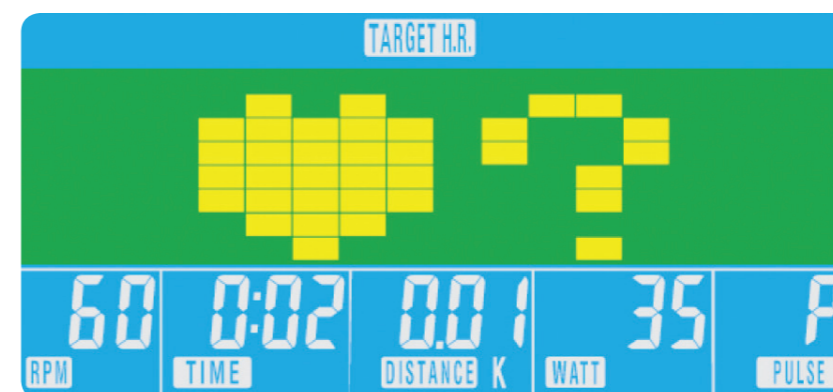 TARGET H.R.
?
60 0:02 0.01 35 P
RPM TIME DISTANCE K WATT PULSE